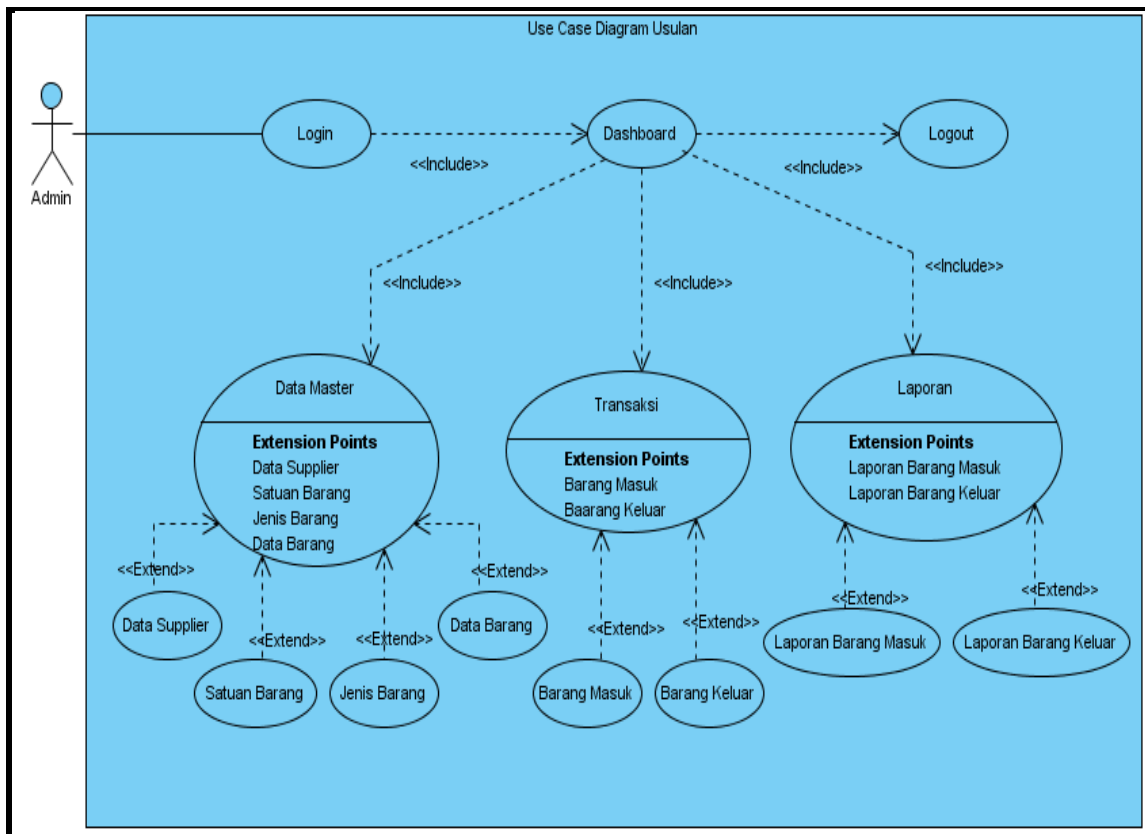 Use Case Diagram Usulan
Admin
Login
Dashboard
Logout
<<Include>>
<<Include>>
<<Include>>
<<Include>>
<<Include>>
Data Master
Extension Points
Data Supplier
Satuan Barang
Jenis Barang
Data Barang
Transaksi
Extension Points
Barang Masuk
Baarang Keluar
Laporan
Extension Points
Laporan Barang Masuk
Laporan Barang Keluar
<<Extend>>
<<Extend>>
<<Extend>>
<<Extend>>
<<Extend>>
<<Extend>>
<<Extend>>
<<Extend>>
Data Supplier
Satuan Barang
Jenis Barang
Data Barang
Barang Masuk
Barang Keluar
Laporan Barang Masuk
Laporan Barang Keluar